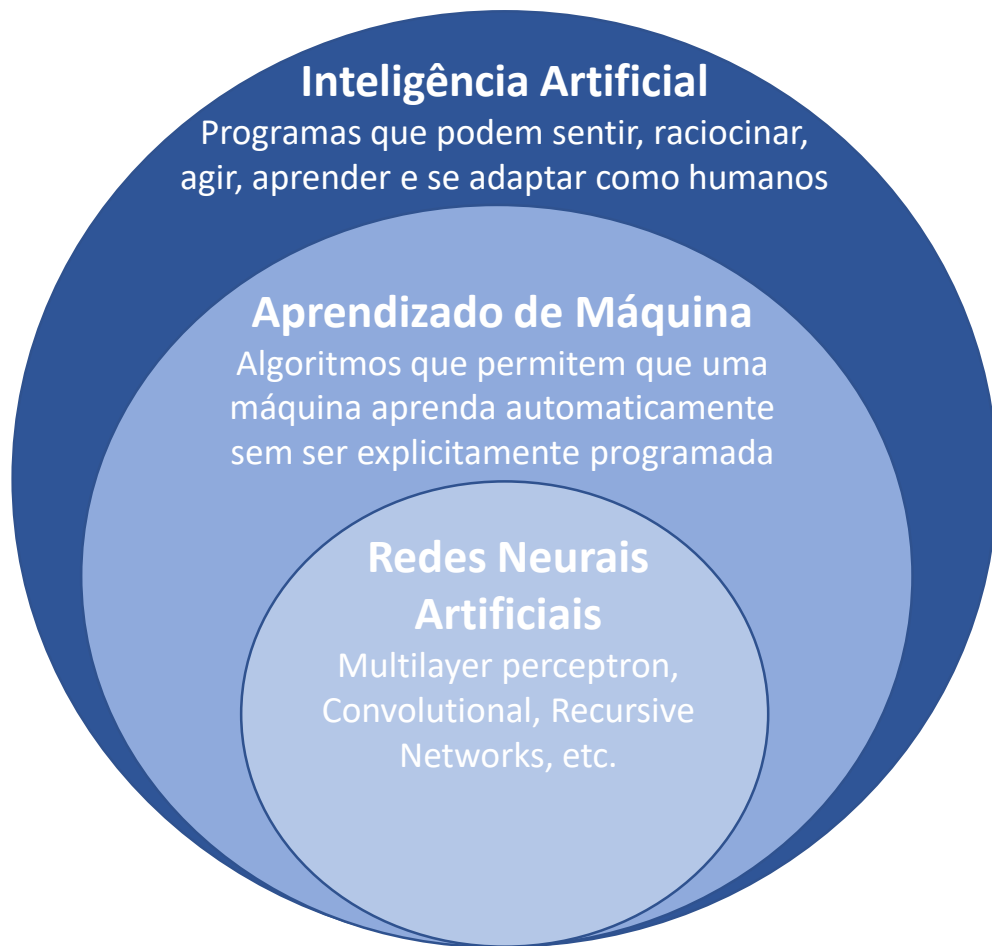 Inteligência Artificial
Programas que podem sentir, raciocinar,
agir, aprender e se adaptar como humanos
Aprendizado de Máquina
Algoritmos que permitem que uma
máquina aprenda automaticamente
sem ser explicitamente programada
Redes Neurais
Artificiais
Multilayer perceptron,
Convolutional, Recursive
Networks, etc.